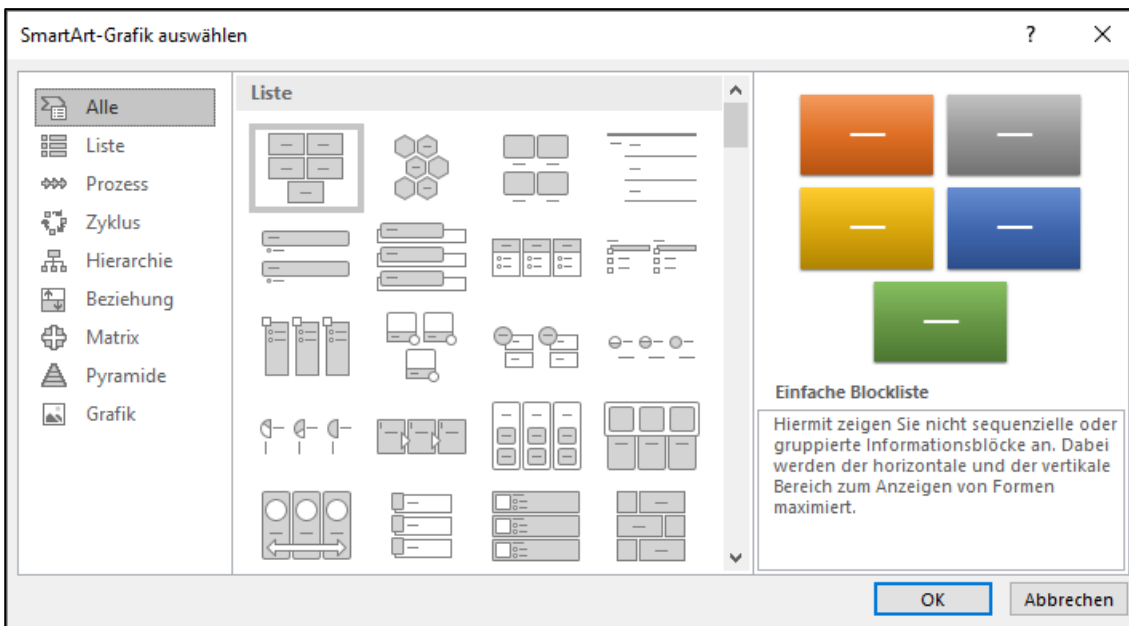 SmartArt-Grafik auswählen
?
Alle
Liste
Prozess
Zyklus
Hierarchie
Beziehung
Matrix
Pyramide
Grafik
Liste
Einfache Blockliste
Hiermit zeigen Sie nicht sequenzielle oder
gruppierte Informationsblöcke an. Dabei
werden der horizontale und der vertikale
Bereich zum Anzeigen von Formen
maximiert.
OK
Abbrechen